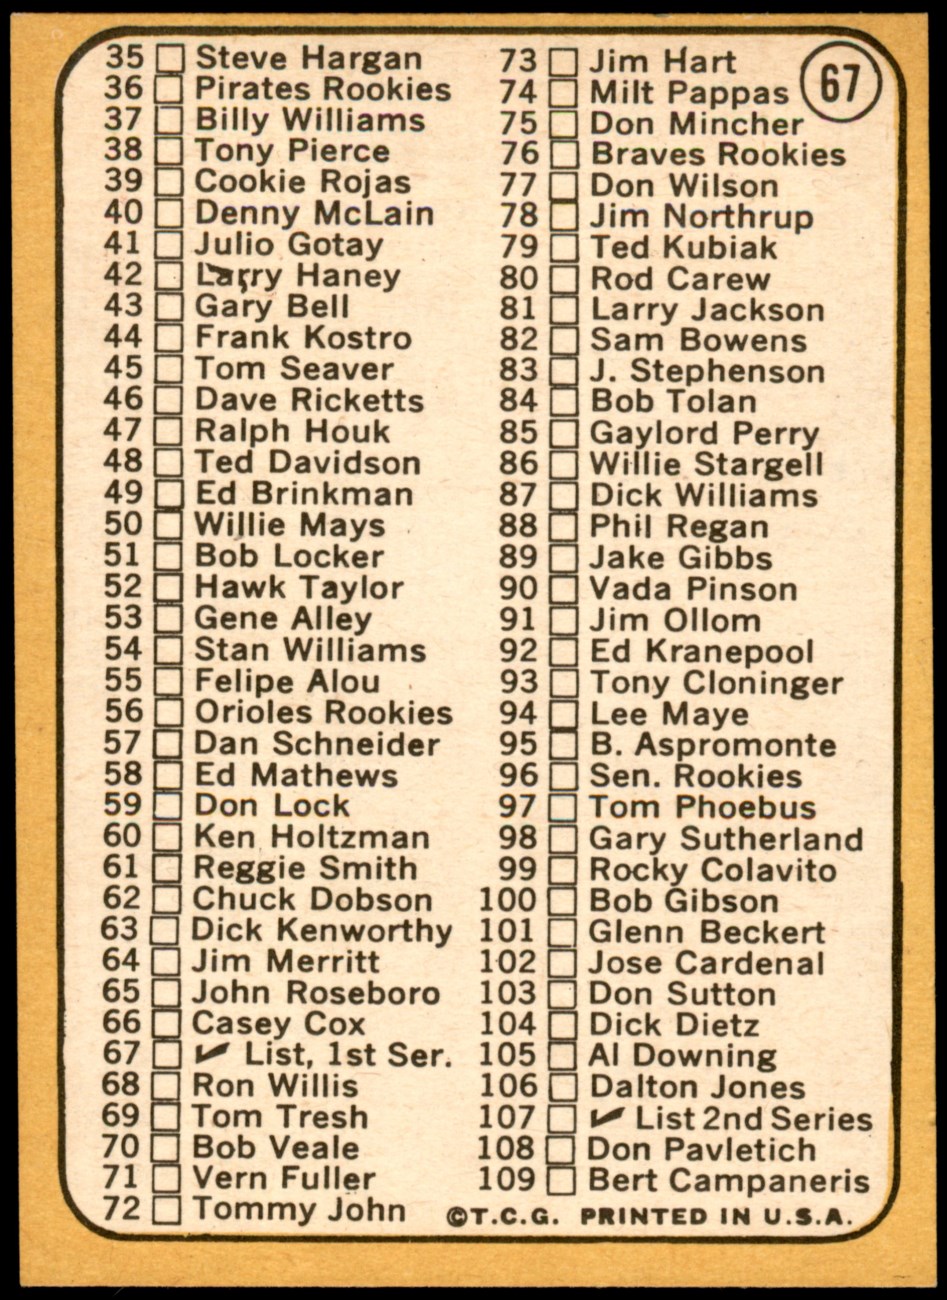 67
35 Steve Hargan
36 Pirates Rookies
37 Billy Williams
38 Tony Pierce
39 Cookie Rojas
40 Denny McLain
41 Julio Gotay
42 Larry Haney
43 Gary Bell
44 Frank Kostro
45 Tom Seaver
46 Dave Ricketts
47 Ralph Houk
48 Ted Davidson
49 Ed Brinkman
50 Willie Mays
51 Bob Locker
52 Hawk Taylor
53 Gene Alley
54 Stan Williams
55 Felipe Alou
56 Orioles Rookies
57 Dan Schneider
58 Ed Mathews
59 Don Lock
60 Ken Holtzman
61 Reggie Smith
62 Chuck Dobson
63 Dick Kenworthy
64 Jim Merritt
65 John Roseboro
66 Casey Cox
67 ✓ List, 1st Ser.
68 Ron Willis
69 Tom Tresh
70 Bob Veale
71 Vern Fuller
72 Tommy John
73 Jim Hart
74 Milt Pappas
75 Don Mincher
76 Braves Rookies
77 Don Wilson
78 Jim Northrup
79 Ted Kubiak
80 Rod Carew
81 Larry Jackson
82 Sam Bowens
83 J. Stephenson
84 Bob Tolan
85 Gaylord Perry
86 Willie Stargell
87 Dick Williams
88 Phil Regan
89 Jake Gibbs
90 Vada Pinson
91 Jim Ollom
92 Ed Kranepool
93 Tony Cloninger
94 Lee Maye
95 B. Aspromonte
96 Sen. Rookies
97 Tom Phoebus
98 Gary Sutherland
99 Rocky Colavito
100 Bob Gibson
101 Glenn Beckert
102 Jose Cardenal
103 Don Sutton
104 Dick Dietz
105 Al Downing
106 Dalton Jones
107 ✓ List 2nd Series
108 Don Pavletich
109 Bert Campaneris
©T.C.G. PRINTED IN U.S.A.